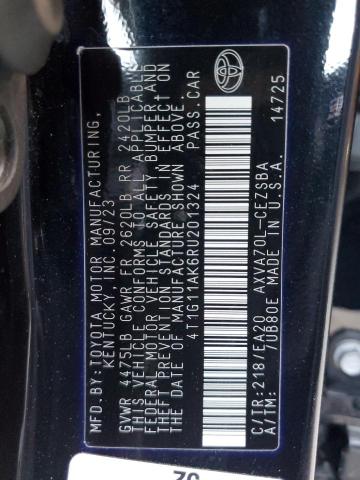 MFD.BY: TOYOTA MOTOR MANUFACTURING,
KENTUCKY, INC. 09/23
GVWR 4475LB GAWR FR 2620LB RR 2420LB
THIS VEHICLE CONFORMS TO ALL APPLICABLE
FEDERAL MOTOR VEHICLE SAFETY, BUMPER AND
THEFT PREVENTION STANDARDS IN EFFECT ON
THE DATE OF MANUFACTURE SHOWN ABOVE.
4T1G11AK6RU201324 PASS.CAR
C/TR:218/EA20 AXVA70L-CEZSBA
A/TM: 7UB80E MADE IN U.S.A. 14725